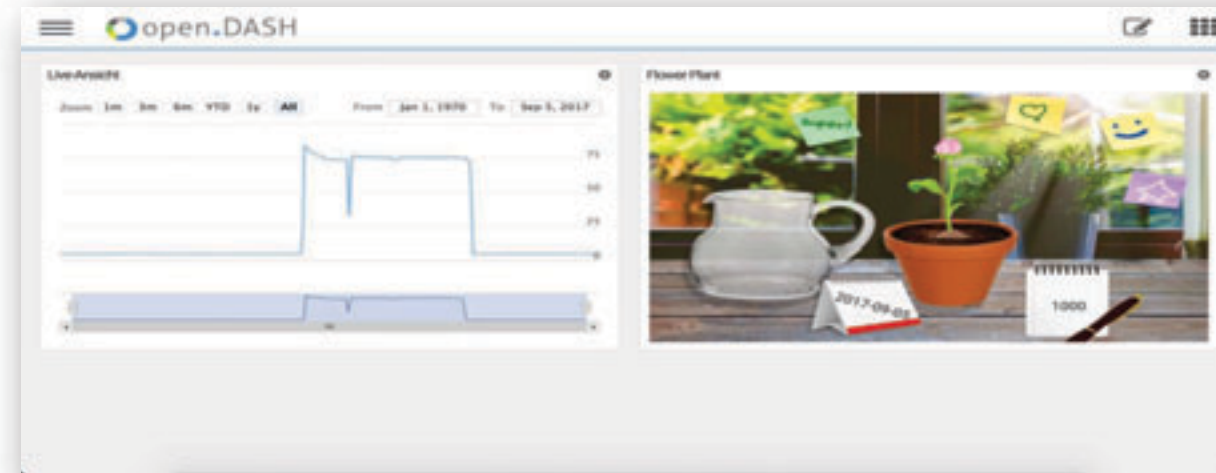 open.DASH
Live-Ansicht
Zoom 1m 3m 6m YTD 1y All From Jan 1, 1970 To Sep 5, 2017
75
50
25
0
Flower Plant
Support
2017-09-05
1000